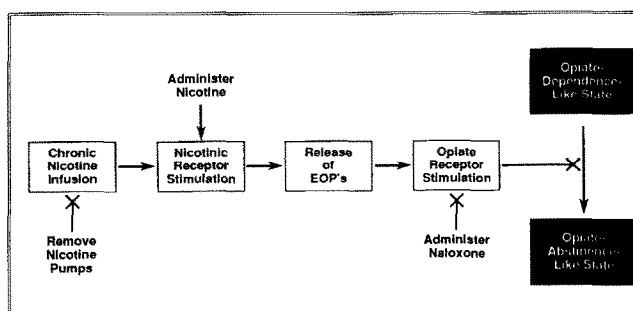 Administer
Nicotine
Opiate-
Dependence-
Like State
Chronic
Nicotine
Infusion
Nicotinic
Receptor
Stimulation
Release
of
EOP's
Opiate
Receptor
Stimulation
Remove
Nicotine
Pumps
Administer
Naloxone
Opiate-
Abstinence-
Like State